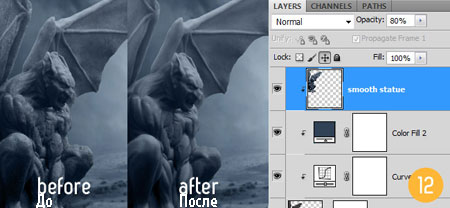 before
До
after
После
LAYERS CHANNELS PATHS
Normal Opacity: 80%
Unify: Propagate Frame 1
Lock: Fill: 100%
smooth statue
Color Fill 2
Curve
12